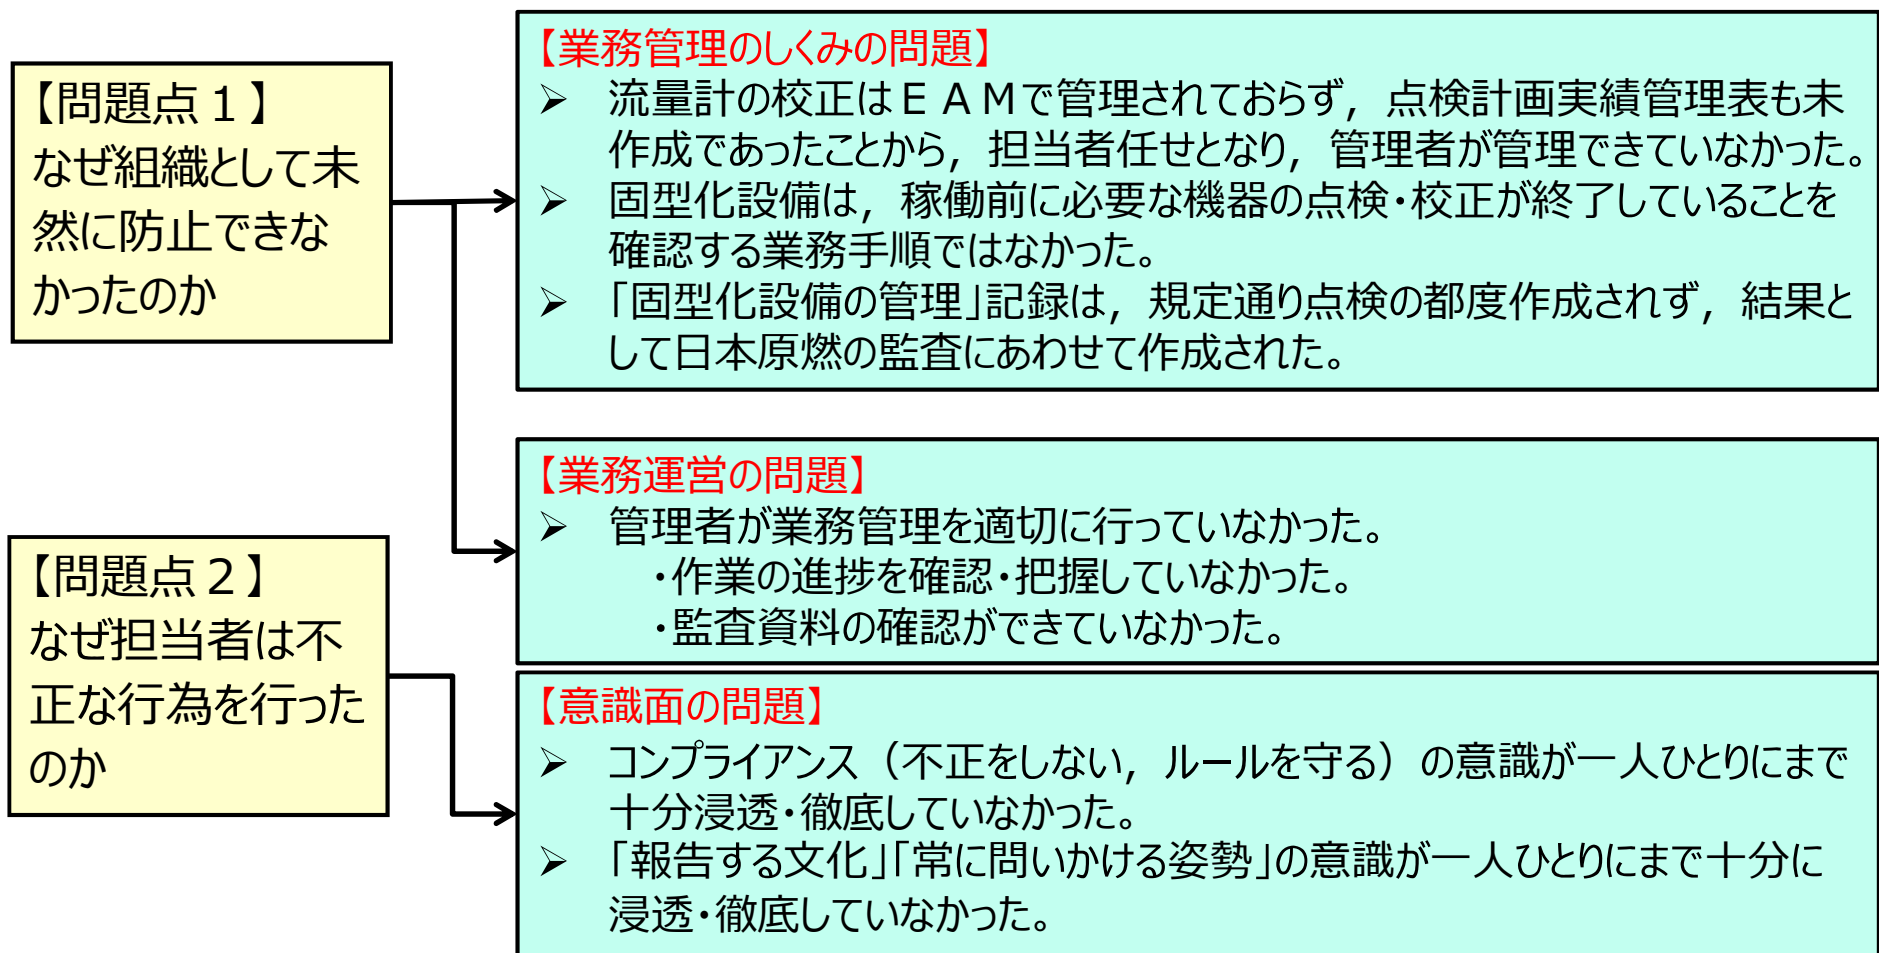 【問題点１】
なぜ組織として未
然に防止できな
かったのか
【業務管理のしくみの問題】
➢ 流量計の校正はＥＡＭで管理されておらず，点検計画実績管理表も未
作成であったことから，担当者任せとなり，管理者が管理できていなかった。
➢ 固型化設備は，稼働前に必要な機器の点検・校正が終了していることを
確認する業務手順ではなかった。
➢ 「固型化設備の管理」記録は，規定通り点検の都度作成されず，結果と
して日本原燃の監査にあわせて作成された。
【業務運営の問題】
➢ 管理者が業務管理を適切に行っていなかった。
・作業の進捗を確認・把握していなかった。
・監査資料の確認ができていなかった。
【問題点２】
なぜ担当者は不
正な行為を行った
のか
【意識面の問題】
➢ コンプライアンス（不正をしない，ルールを守る）の意識が一人ひとりにまで
十分浸透・徹底していなかった。
➢ 「報告する文化」「常に問いかける姿勢」の意識が一人ひとりにまで十分に
浸透・徹底していなかった。